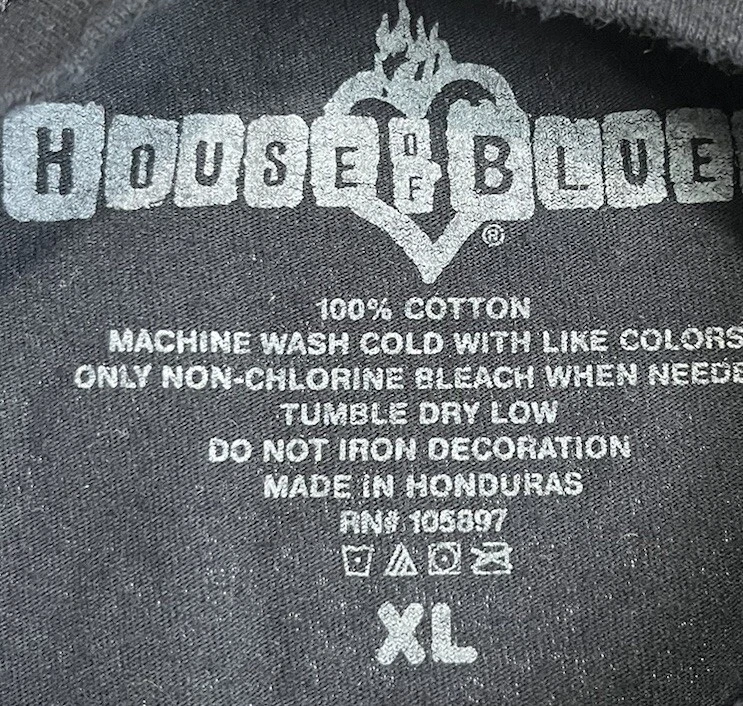 HOUSE OF BLUE
®
100% COTTON
MACHINE WASH COLD WITH LIKE COLORS
ONLY NON-CHLORINE BLEACH WHEN NEEDE
TUMBLE DRY LOW
DO NOT IRON DECORATION
MADE IN HONDURAS
RN# 105897
XL